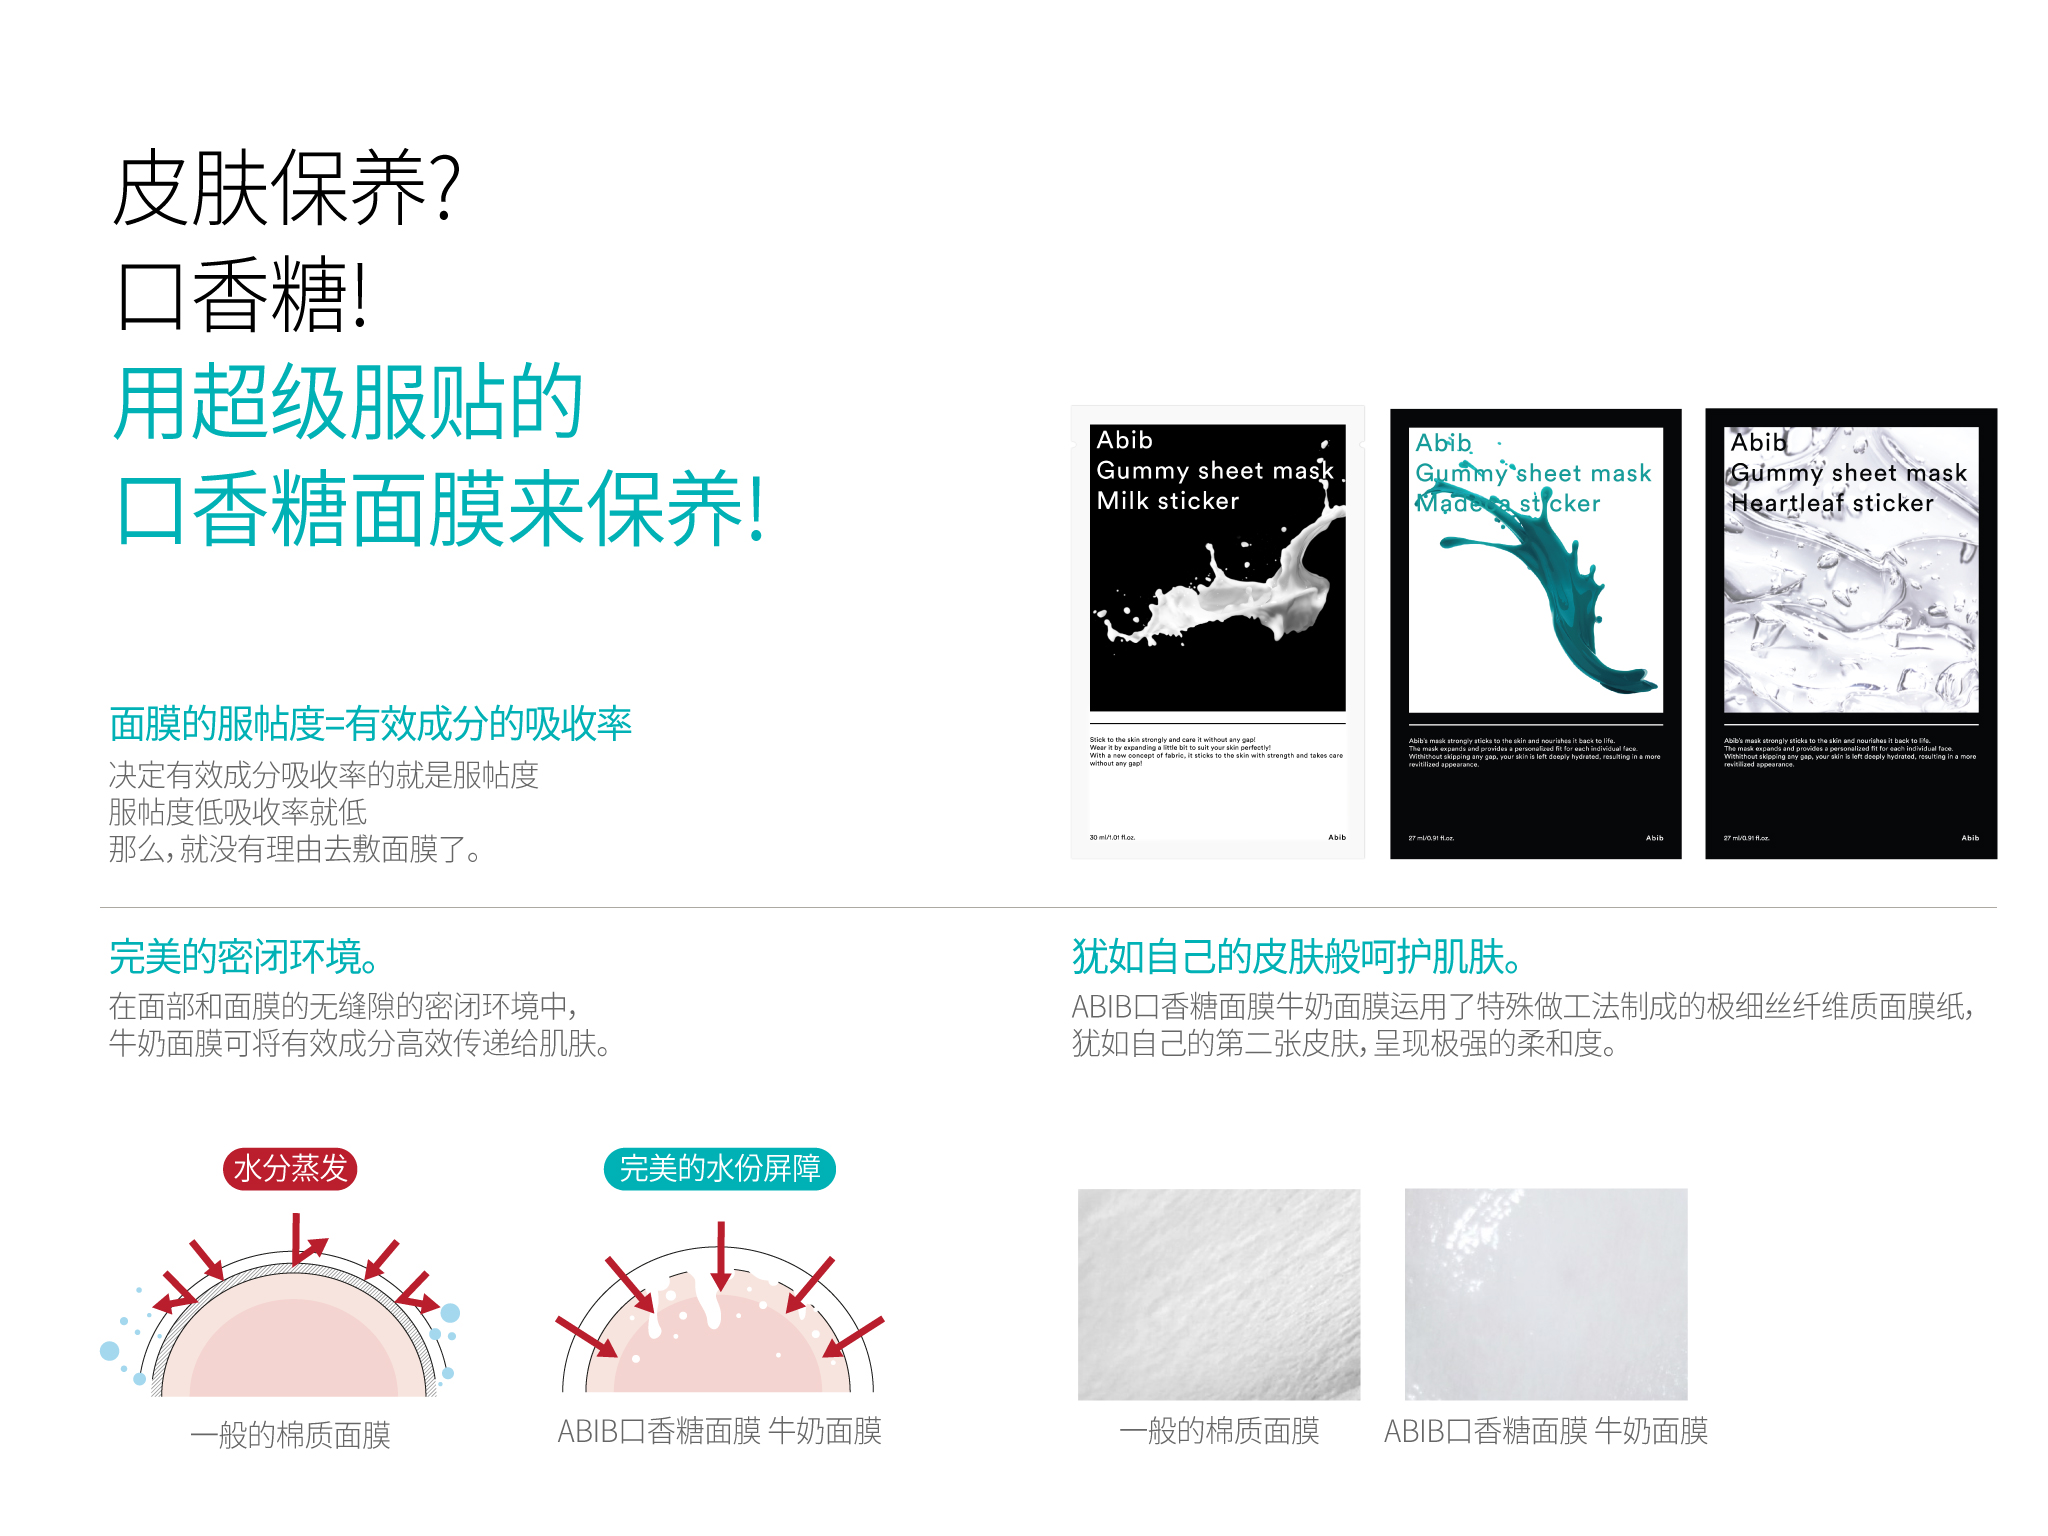 皮肤保养?
口香糖!
用超级服贴的
口香糖面膜来保养!
Abib
Gummy sheet mask
Milk sticker
Stick to the skin strongly and care it without any gap!
Wear it by expanding a little bit to suit your skin perfectly!
With a new concept of fabric, it sticks to the skin with strength and takes care
without any gap!
30 ml/1.01 fl.oz.
Abib
Abib
Gummy sheet mask
Madeca sticker
Abib's mask strongly sticks to the skin and nourishes it back to life.
The mask expands and provides a personalized fit for each individual face.
Withithout skipping any gap, your skin is left deeply hydrated, resulting in a more
revitilized appearance.
27 ml/0.91 fl.oz.
Abib
Abib
Gummy sheet mask
Heartleaf sticker
Abib's mask strongly sticks to the skin and nourishes it back to life.
The mask expands and provides a personalized fit for each individual face.
Withithout skipping any gap, your skin is left deeply hydrated, resulting in a more
revitilized appearance.
27 ml/0.91 fl.oz.
Abib
面膜的服帖度=有效成分的吸收率
决定有效成分吸收率的就是服帖度
服帖度低吸收率就低
那么，就没有理由去敷面膜了。
完美的密闭环境。
在面部和面膜的无缝隙的密闭环境中，
牛奶面膜可将有效成分高效传递给肌肤。
犹如自己的皮肤般呵护肌肤。
ABIB口香糖面膜牛奶面膜运用了特殊做工法制成的极细丝纤维质面膜纸，
犹如自己的第二张皮肤，呈现极强的柔和度。
水分蒸发
完美的水份屏障
一般的棉质面膜
ABIB口香糖面膜 牛奶面膜
一般的棉质面膜
ABIB口香糖面膜 牛奶面膜